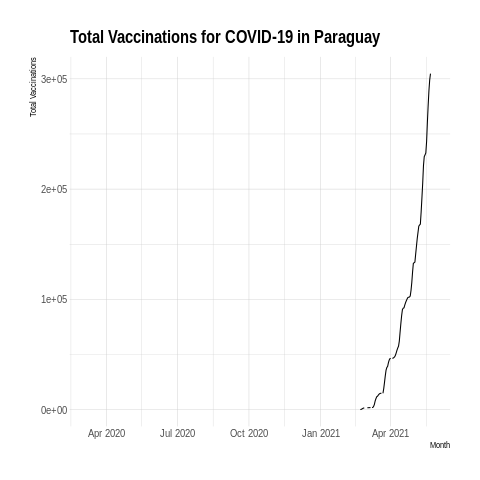 Total Vaccinations for COVID-19 in Paraguay
Total Vaccinations
3e+05
2e+05
1e+05
0e+00
Apr 2020
Jul 2020
Oct 2020
Jan 2021
Apr 2021
Month